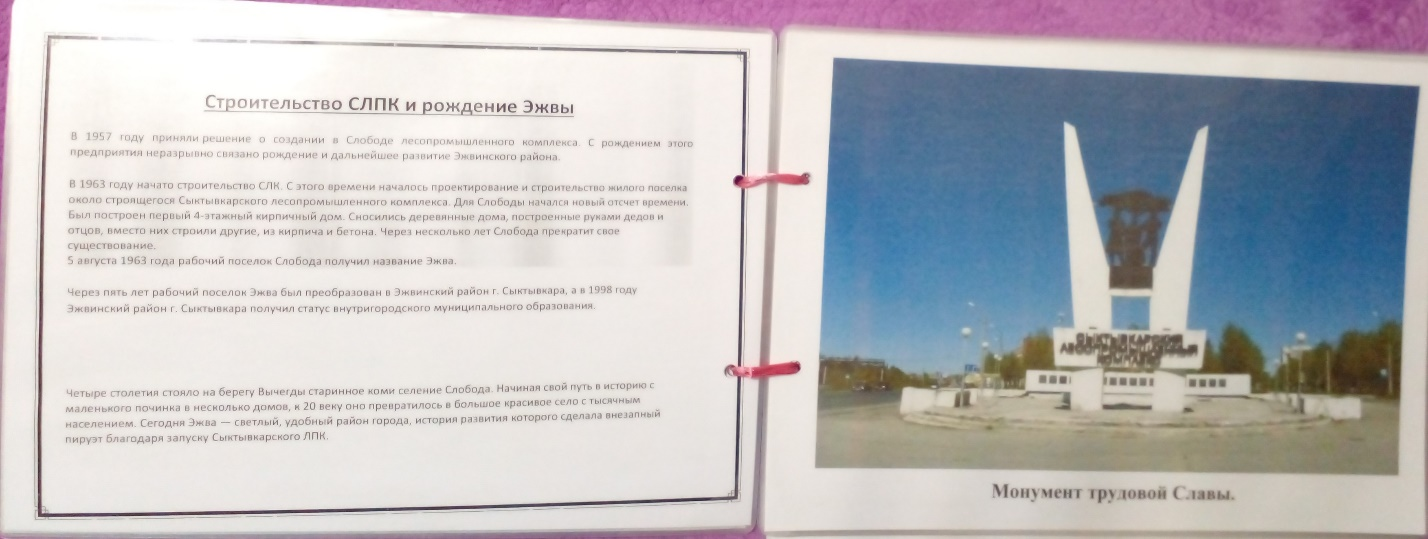 Строительство СЛПК и рождение Эжвы
В 1957 году приняли решение о создании в Слободе лесопромышленного комплекса. С рождением этого
предприятия неразрывно связано рождение и дальнейшее развитие Эжвинского района.
В 1963 году начато строительство СЛК. С этого времени началось проектирование и строительство жилого поселка
около строящегося Сыктывкарского лесопромышленного комплекса. Для Слободы начался новый отсчет времени.
Был построен первый 4-этажный кирпичный дом. Сносились деревянные дома, построенные руками дедов и
отцов, вместо них строили другие, из кирпича и бетона. Через несколько лет Слобода прекратит свое
существование.
5 августа 1963 года рабочий поселок Слобода получил название Эжва.
Через пять лет рабочий поселок Эжва был преобразован в Эжвинский район г. Сыктывкара, а в 1998 году
Эжвинский район г. Сыктывкара получил статус внутригородского муниципального образования.
Четыре столетия стояло на берегу Вычегды старинное коми селение Слобода. Начиная свой путь в историю с
маленького починка в несколько домов, к 20 веку оно превратилось в большое красивое село с тысячным
населением. Сегодня Эжва — светлый, удобный район города, история развития которого сделала внезапный
пируэт благодаря запуску Сыктывкарского ЛПК.
СЫКТЫВКАРСКИЙ
ЛЕСОПРОМЫШЛЕННЫЙ
КОМПЛЕКС
Монумент трудовой Славы.